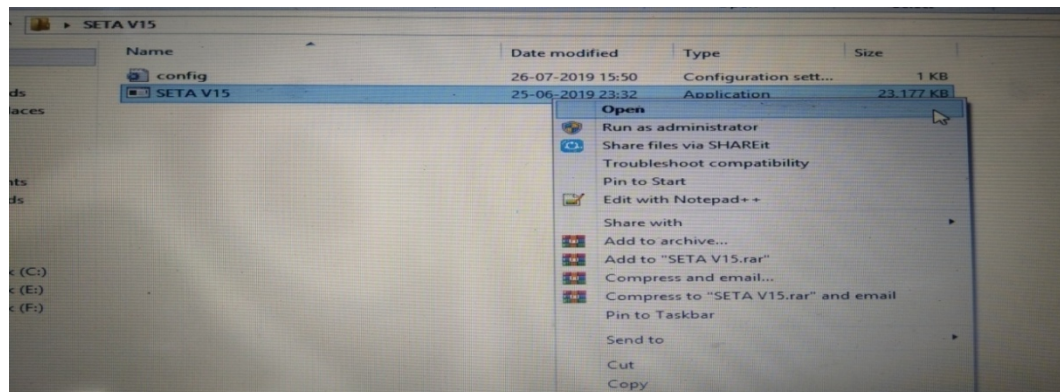 SETA V15
Name Date modified Type Size
config 26-07-2019 15:50 Configuration sett... 1 KB
SETA V15 25-06-2019 23:32 Application 23,177 KB
Open
ds
laces
Run as administrator
Share files via SHAREit
Troubleshoot compatibility
nts
Pin to Start
ds
Edit with Notepad++
Share with
Add to archive...
Add to "SETA V15.rar"
(C:)
Compress and email...
(E:)
Compress to "SETA V15.rar" and email
(F:)
Pin to Taskbar
Send to
Cut
Copy